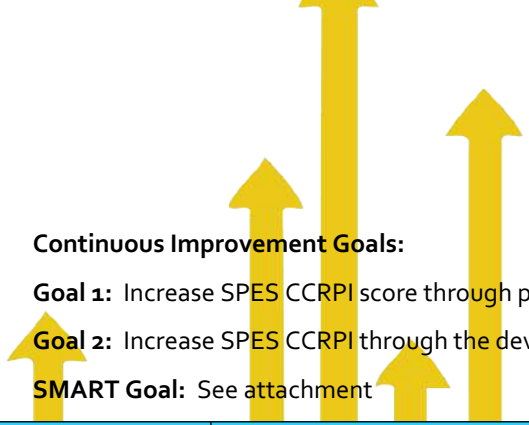 Continuous Improvement Goals:
Goal 1: Increase SPES CCRPI score through
Goal 2: Increase SPES CCRPI through the
SMART Goal: See attachment